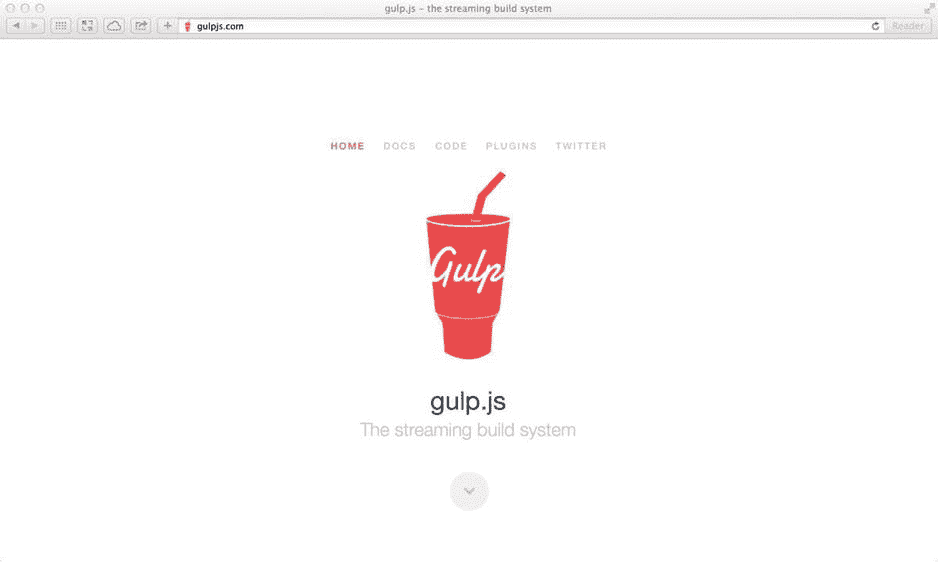 gulp.js – the streaming build system
gulpjs.com
Reader
HOME DOCS CODE PLUGINS TWITTER
Gulp
gulp.js
The streaming build system